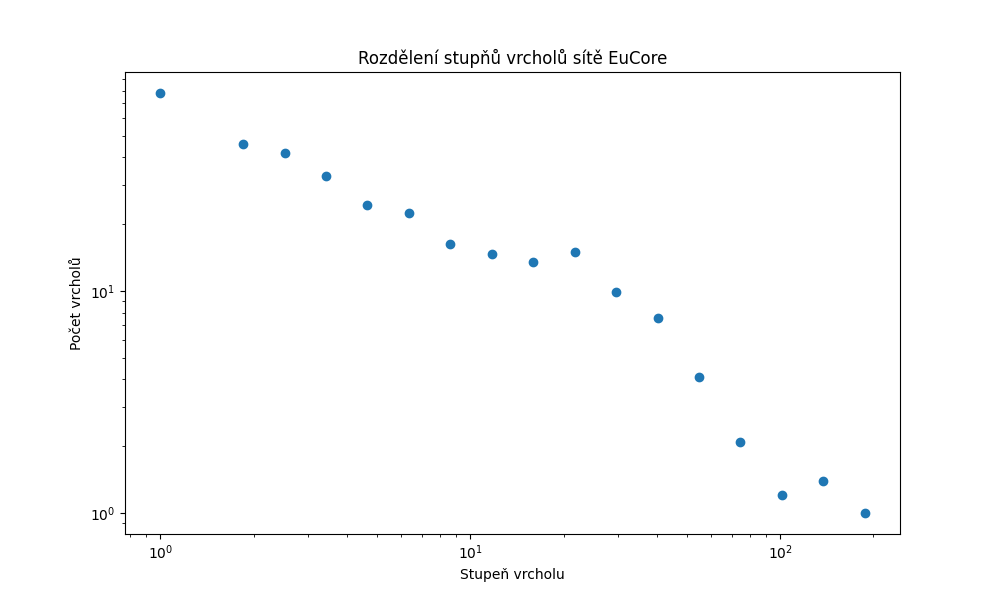 Rozdělení stupňů vrcholů sítě EuCore
Počet vrcholů
10¹
10⁰
10⁰
10¹
10²
Stupeň vrcholu